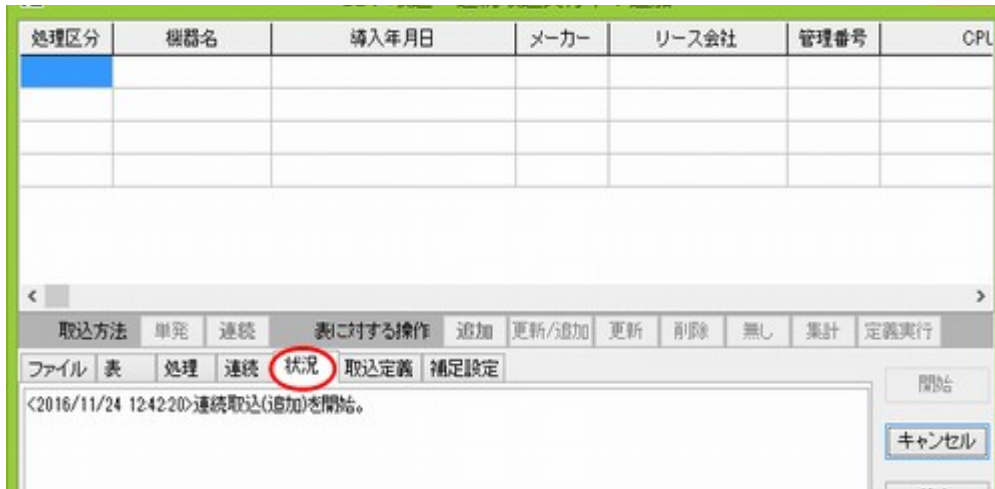 処理区分 機器名 導入年月日 メーカー リース会社 管理番号 CPU
取込方法 単発 連続 表に対する操作 追加 更新/追加 更新 削除 無し 集計 定義実行
ファイル 表 処理 連続 状況 取込定義 補足設定
開始
<2016/11/24 12:42:20>連続取込(追加)を開始。
キャンセル